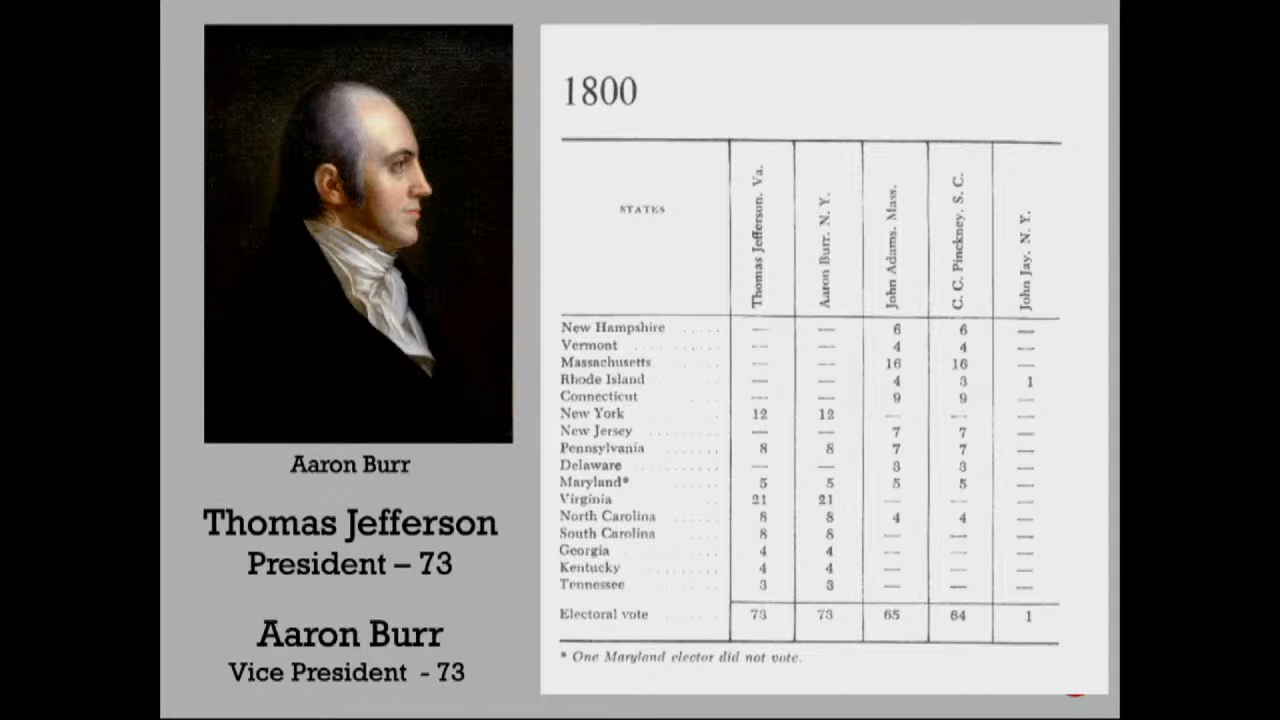 Aaron Burr
Thomas Jefferson
President – 73
Aaron Burr
Vice President - 73
1800
STATES
Thomas Jefferson. Va.
Aaron Burr. N. Y.
John Adams. Mass.
C. C. Pinckney. S. C.
John Jay. N. Y.
New Hampshire ..... — — 6 6 —
Vermont ..... — — 4 4 —
Massachusetts ..... — — 16 16 —
Rhode Island ..... — — 4 3 1
Connecticut ..... — — 9 9 —
New York ..... 12 12 — — —
New Jersey ..... — — 7 7 —
Pennsylvania ..... 8 8 7 7 —
Delaware ..... — — 3 3 —
Maryland* ..... 5 5 5 5 —
Virginia ..... 21 21 — — —
North Carolina ..... 8 8 4 4 —
South Carolina ..... 8 8 — — —
Georgia ..... 4 4 — — —
Kentucky ..... 4 4 — — —
Tennessee ..... 3 3 — — —
Electoral vote ..... 73 73 65 64 1
* One Maryland elector did not vote.